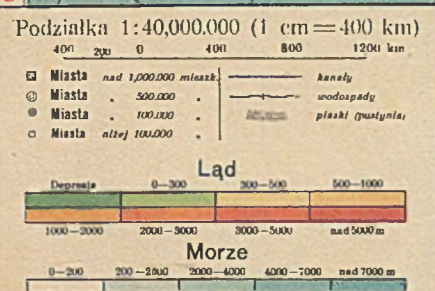 Podziałka 1:40,000.000 (1 cm=400 km)
400 200 0 400 800 1200 km
Miasta nad 1,000.000 mieszk. kanały
Miasta „ 500.000 „ wodospady
Miasta „ 100.000 „ piaski (pustynia)
Miasta niżej 100.000
Ląd
Depresja 0–300 300–500 500–1000
1000–2000 2000–3000 3000–5000 nad 5000 m
Morze
0–200 200–2000 2000–4000 4000–7000 nad 7000 m